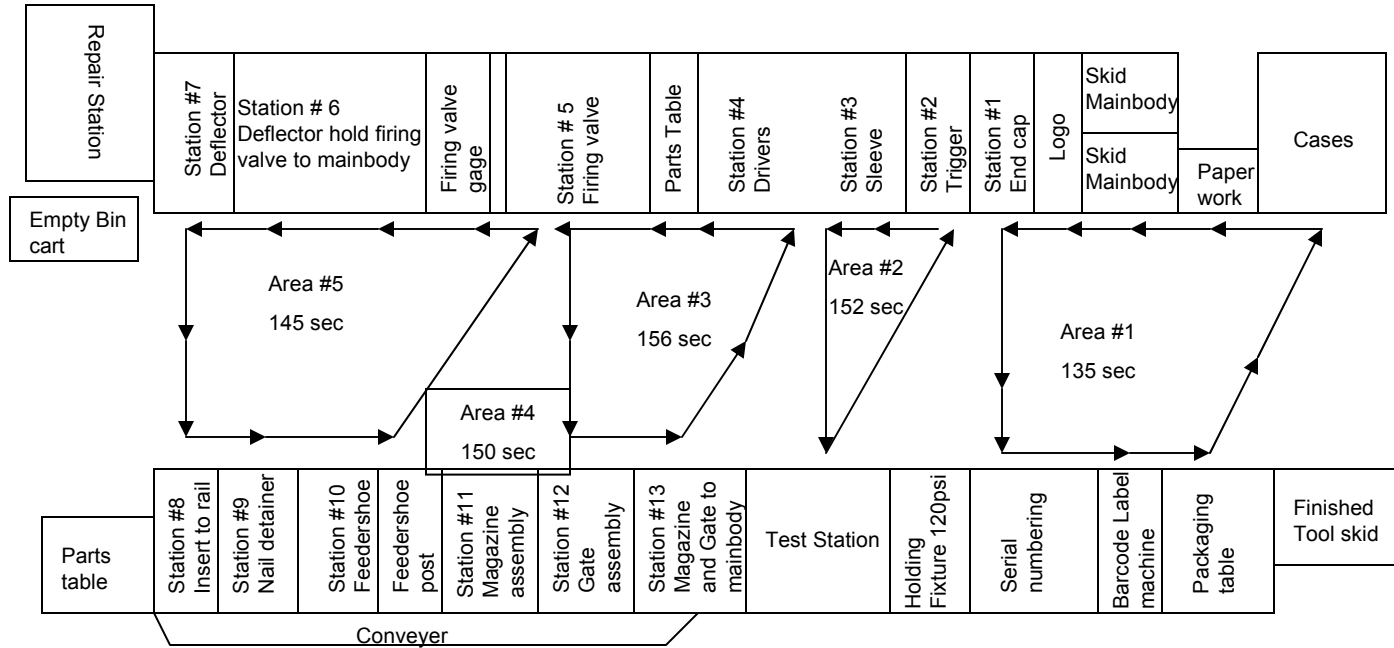 Repair Station
Station #7
Deflector
Station # 6
Deflector hold firing
valve to mainbody
Firing valve
gage
Station # 5
Firing valve
Parts Table
Station #4
Drivers
Station #3
Sleeve
Station #2
Trigger
Station #1
End cap
Logo
Skid
Mainbody
Skid
Mainbody
Paper
work
Cases
Empty Bin
cart
Area #5
145 sec
Area #3
156 sec
Area #2
152 sec
Area #1
135 sec
Area #4
150 sec
Parts
table
Station #8
Insert to rail
Station #9
Nail detainer
Station #10
Feedershoe
Feedershoe
post
Station #11
Magazine
assembly
Station #12
Gate
assembly
Station #13
Magazine
and Gate to
mainbody
Test Station
Holding
Fixture 120psi
Serial
numbering
Barcode Label
machine
Packaging
table
Finished
Tool skid
Conveyer